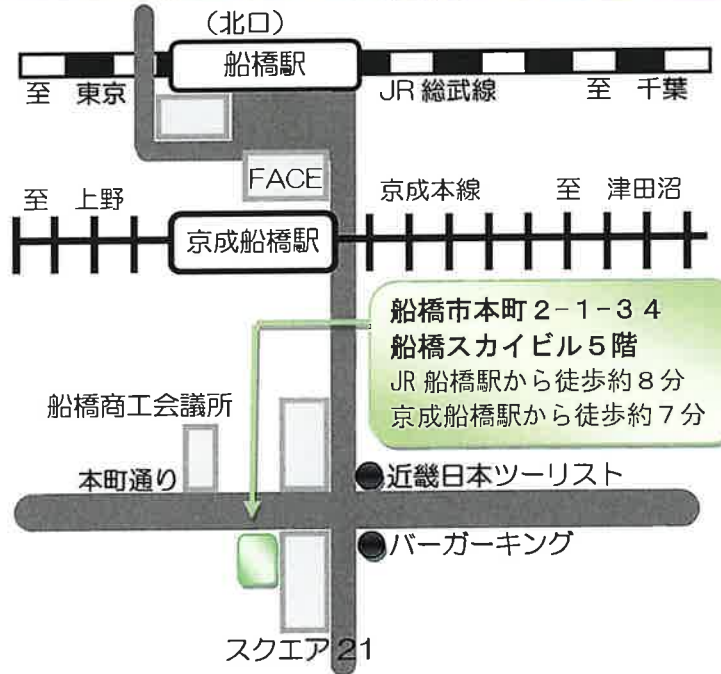 (北口)
船橋駅
至 東京
JR 総武線
至 千葉
FACE
至 上野
京成本線
至 津田沼
京成船橋駅
船橋市本町２-１-３４
船橋スカイビル５階
JR 船橋駅から徒歩約８分
京成船橋駅から徒歩約７分
船橋商工会議所
本町通り
近畿日本ツーリスト
バーガーキング
スクエア 21